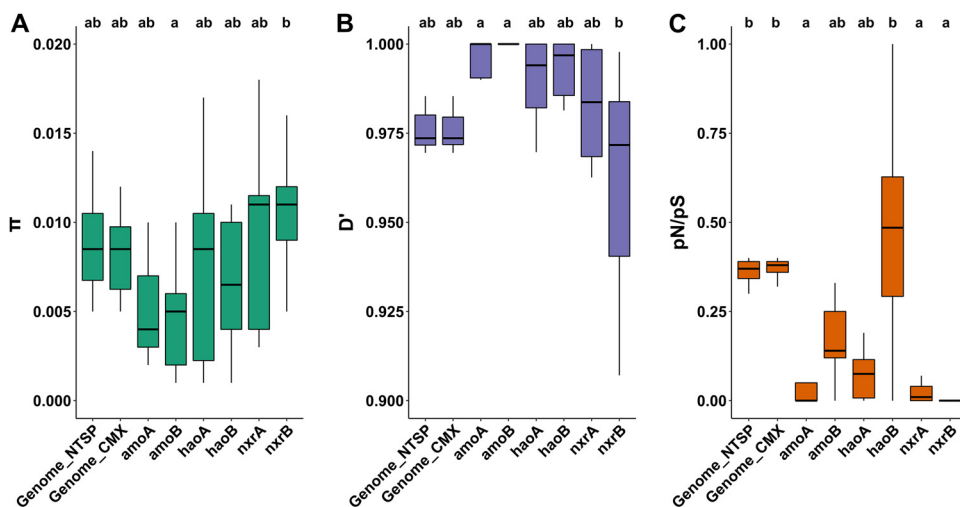 A
ab ab ab a ab ab ab b
0.020
0.015
0.010
0.005
0.000
π
Genome_NTSP
Genome_CMX
amoA
amoB
haoA
haoB
nxrA
nxrB
B
ab ab a a ab ab ab b
1.000
0.975
0.950
0.925
0.900
D'
Genome_NTSP
Genome_CMX
amoA
amoB
haoA
haoB
nxrA
nxrB
C
b b a ab ab b a a
1.00
0.75
0.50
0.25
0.00
pN/pS
Genome_NTSP
Genome_CMX
amoA
amoB
haoA
haoB
nxrA
nxrB